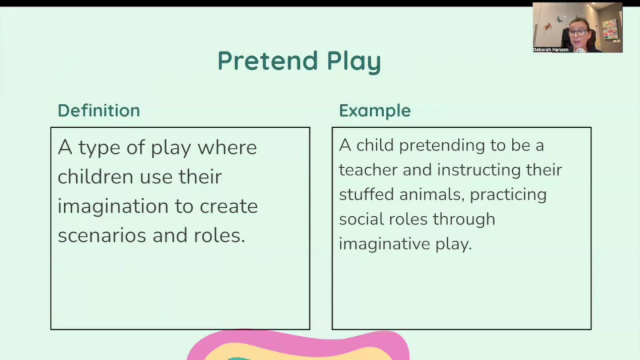 Deborah Hansen
Pretend Play
Definition
A type of play where
children use their
imagination to create
scenarios and roles.
Example
A child pretending to be a
teacher and instructing their
stuffed animals, practicing
social roles through
imaginative play.